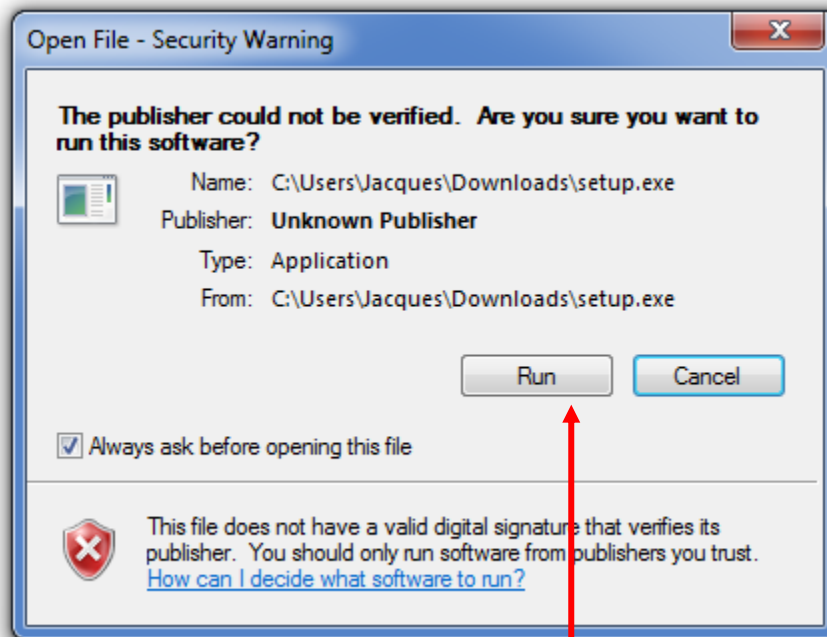 Open File - Security Warning
The publisher could not be verified. Are you sure you want to
run this software?
Name: C:\Users\Jacques\Downloads\setup.exe
Publisher: Unknown Publisher
Type: Application
From: C:\Users\Jacques\Downloads\setup.exe
Run Cancel
Always ask before opening this file
This file does not have a valid digital signature that verifies its
publisher. You should only run software from publishers you trust.
How can I decide what software to run?